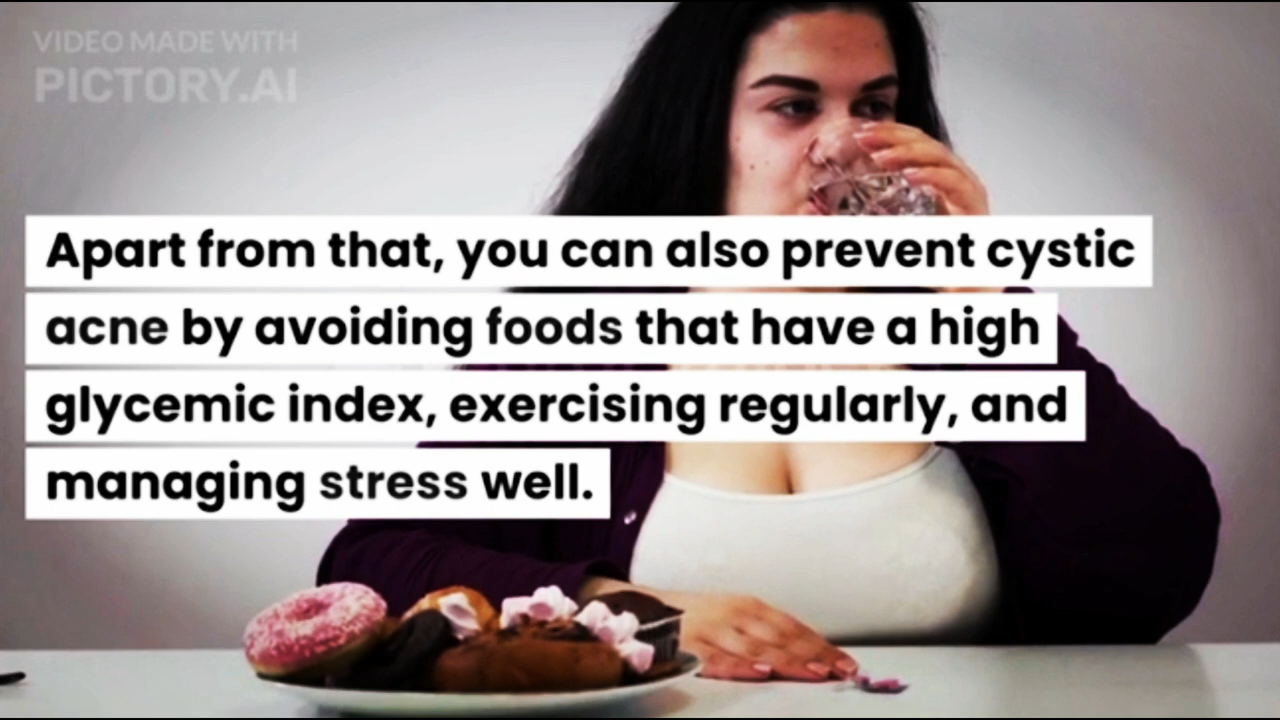 VIDEO MADE WITH
PICTORY.AI
Apart from that, you can also prevent cystic
acne by avoiding foods that have a high
glycemic index, exercising regularly, and
managing stress well.